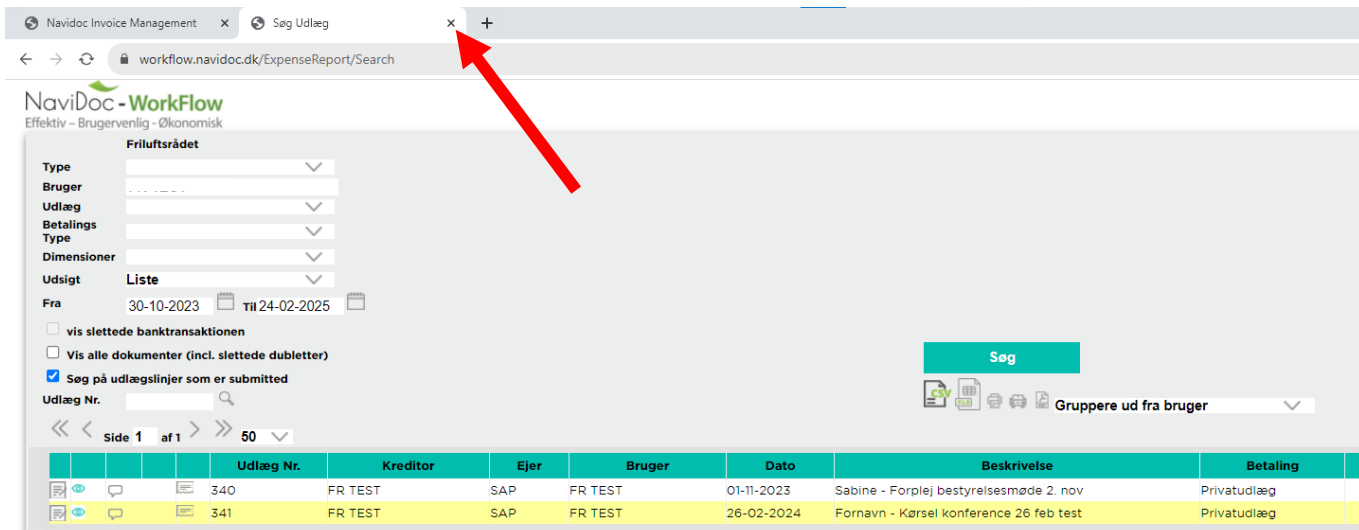 Navidoc Invoice Management × Søg Udlæg × +
workflow.navidoc.dk/ExpenseReport/Search
NaviDoc - WorkFlow
Effektiv – Brugervenlig - Økonomisk
Friluftsrådet
Type
Bruger
Udlæg
Betalings Type
Dimensioner
Udsigt Liste
Fra 30-10-2023 Til 24-02-2025
vis slettede banktransaktionen
Vis alle dokumenter (incl. slettede dubletter)
Søg
Søg på udlægslinjer som er submitted
Udlæg Nr.
CSV XLS Gruppere ud fra bruger
Side 1 af 1 50
Udlæg Nr. Kreditor Ejer Bruger Dato Beskrivelse Betaling
340 FR TEST SAP FR TEST 01-11-2023 Sabine - Forplej bestyrelsesmøde 2. nov Privatudlæg
341 FR TEST SAP FR TEST 26-02-2024 Fornavn - Kørsel konference 26 feb test Privatudlæg